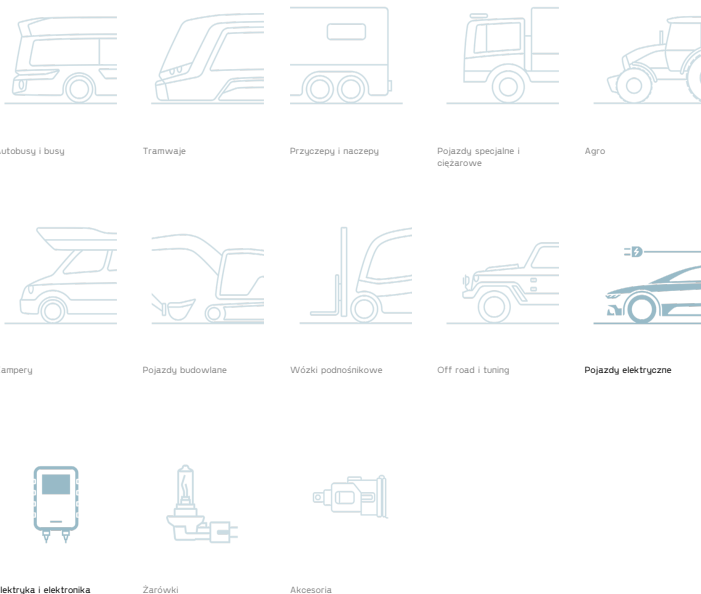 utobusy i busy
Tramwaje
Przyczepy i naczepy
Pojazdy specjalne i
ciężarowe
Agro
ampery
Pojazdy budowlane
Wózki podnośnikowe
Off road i tuning
Pojazdy elektryczne
lektryka i elektronika
Żarówki
Akcesoria